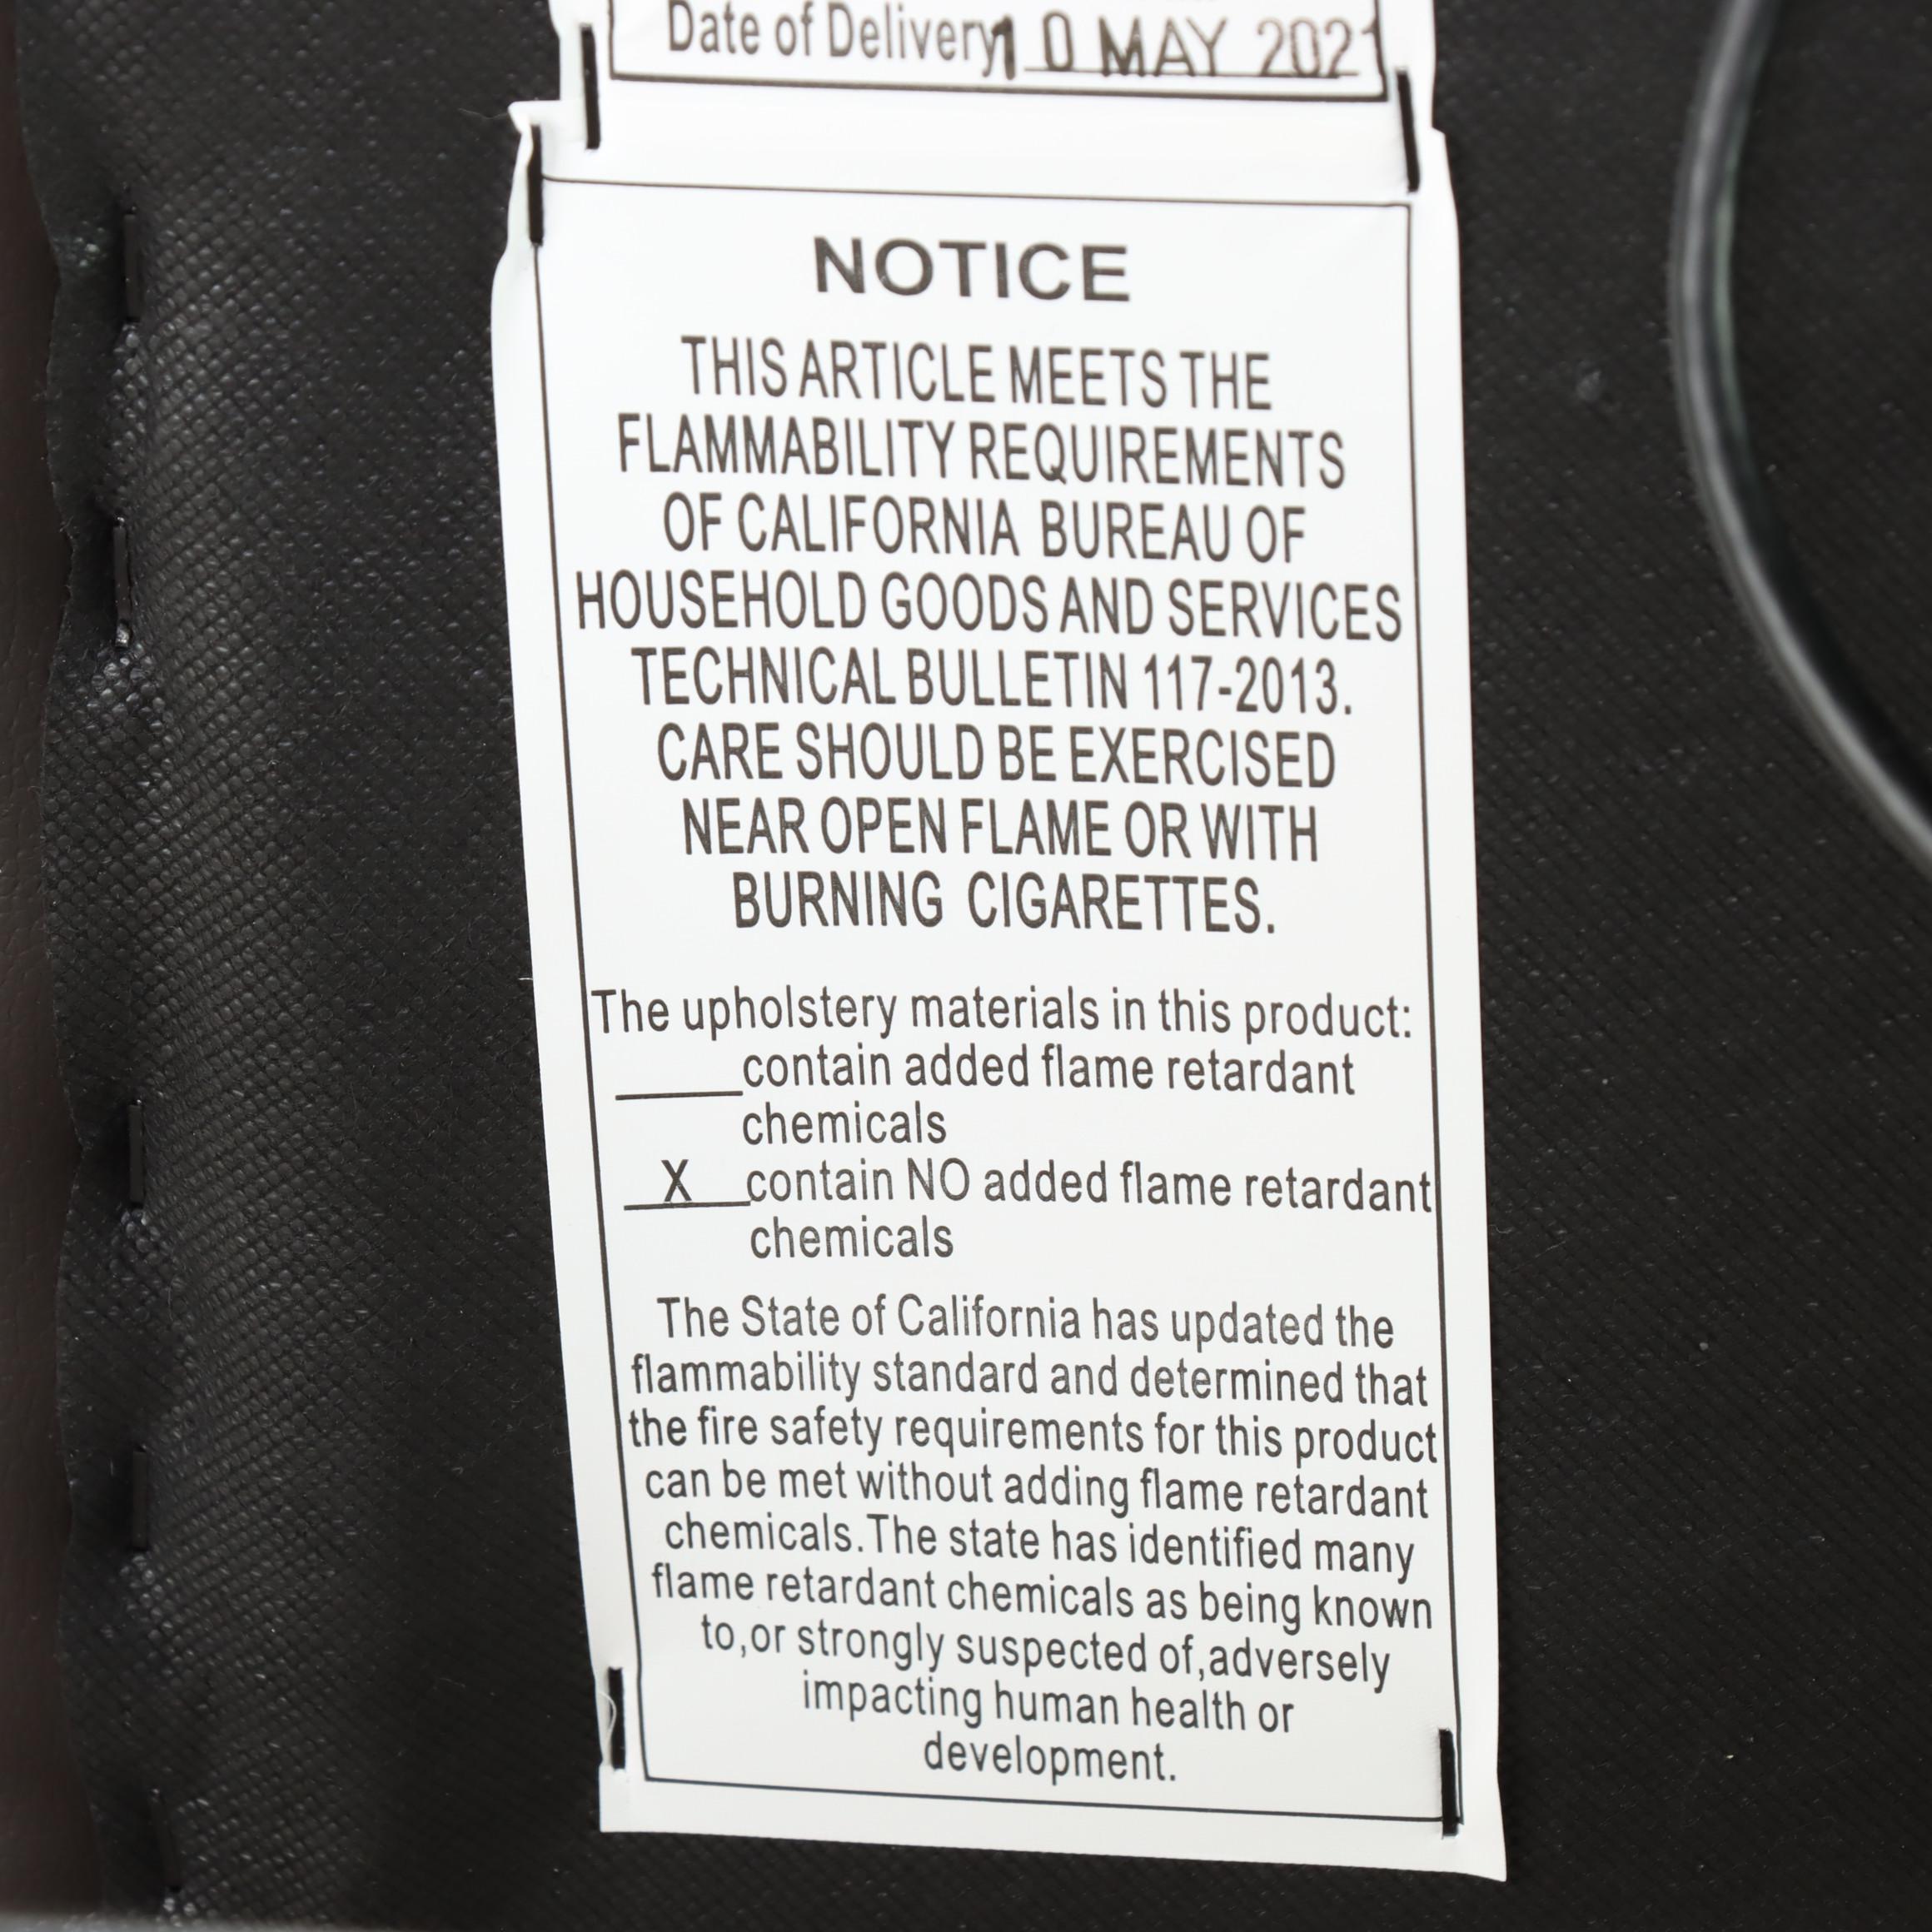 Date of Delivery 10 MAY 2021
NOTICE
THIS ARTICLE MEETS THE
FLAMMABILITY REQUIREMENTS
OF CALIFORNIA BUREAU OF
HOUSEHOLD GOODS AND SERVICES
TECHNICAL BULLETIN 117-2013.
CARE SHOULD BE EXERCISED
NEAR OPEN FLAME OR WITH
BURNING CIGARETTES.
The upholstery materials in this product:
_____contain added flame retardant
chemicals
__X__contain NO added flame retardant
chemicals
The State of California has updated the
flammability standard and determined that
the fire safety requirements for this product
can be met without adding flame retardant
chemicals.The state has identified many
flame retardant chemicals as being known
to,or strongly suspected of,adversely
impacting human health or
development.